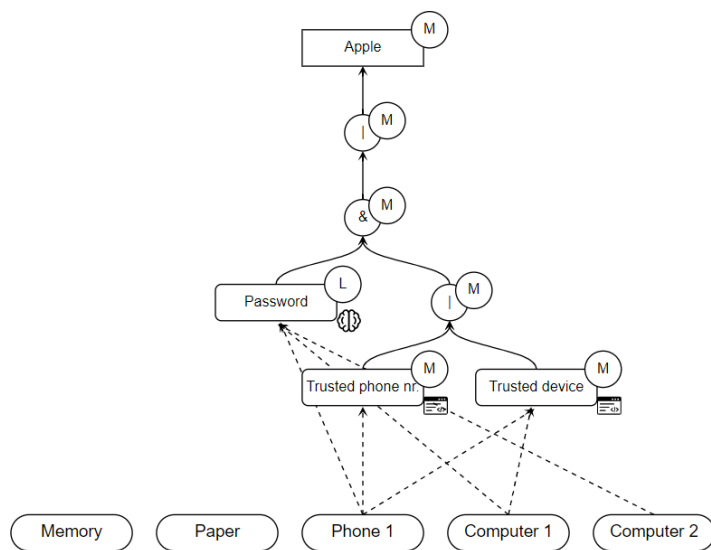 M
Apple
M
|
M
&
L
Password
M
|
M
Trusted phone nr.
M
Trusted device
Memory
Paper
Phone 1
Computer 1
Computer 2